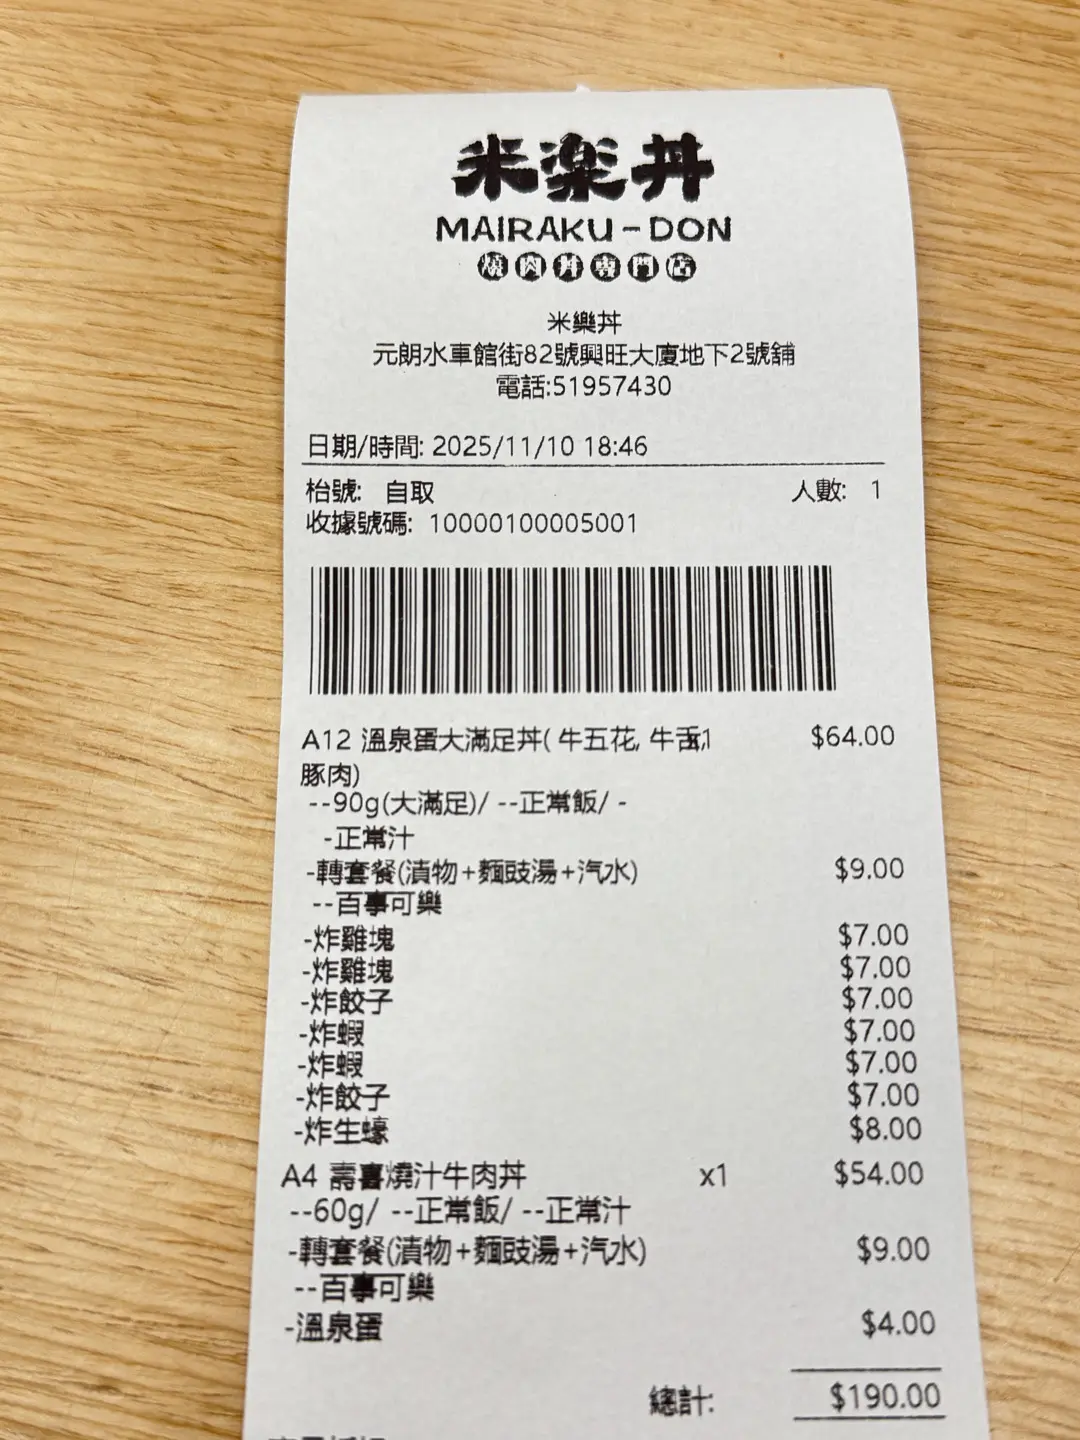 米楽丼
MAIRAKU-DON
燒肉丼專門店
米樂丼
元朗水車館街82號興旺大廈地下2號舖
電話:51957430
日期/時間: 2025/11/10 18:46
枱號: 自取 人數: 1
收據號碼: 10000100005001
A12 溫泉蛋大滿足丼( 牛五花, 牛舌, x1 $64.00
豚肉)
--90g(大滿足)/ --正常飯/ -
-正常汁
-轉套餐(漬物+麵豉湯+汽水) $9.00
--百事可樂
-炸雞塊 $7.00
-炸雞塊 $7.00
-炸餃子 $7.00
-炸蝦 $7.00
-炸蝦 $7.00
-炸餃子 $7.00
-炸生蠔 $8.00
A4 壽喜燒汁牛肉丼 x1 $54.00
--60g/ --正常飯/ --正常汁
-轉套餐(漬物+麵豉湯+汽水) $9.00
--百事可樂
-溫泉蛋 $4.00
總計: $190.00